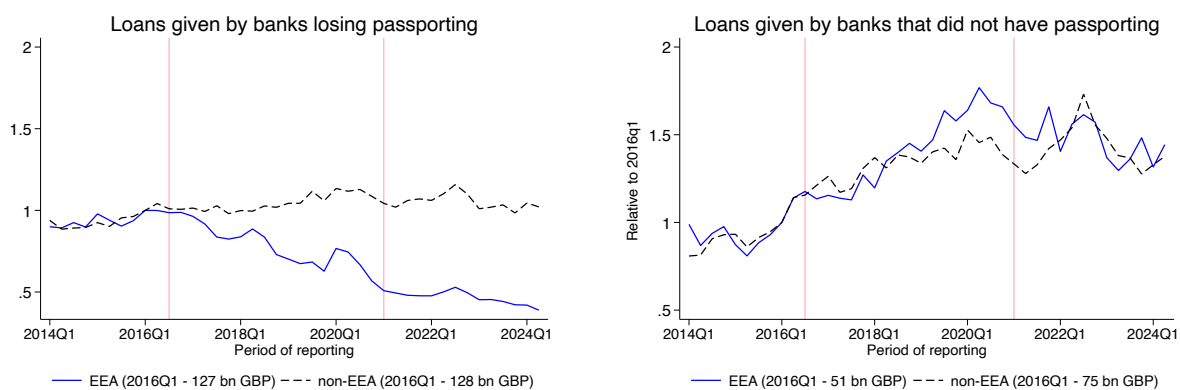 Loans given by banks losing passporting
2
1.5
1
.5
2014Q1 2016Q1 2018Q1 2020Q1 2022Q1 2024Q1
Period of reporting
EEA (2016Q1 - 127 bn GBP) non-EEA (2016Q1 - 128 bn GBP)
Loans given by banks that did not have passporting
Relative to 2016q1
2
1.5
1
.5
2014Q1 2016Q1 2018Q1 2020Q1 2022Q1 2024Q1
Period of reporting
EEA (2016Q1 - 51 bn GBP) non-EEA (2016Q1 - 75 bn GBP)